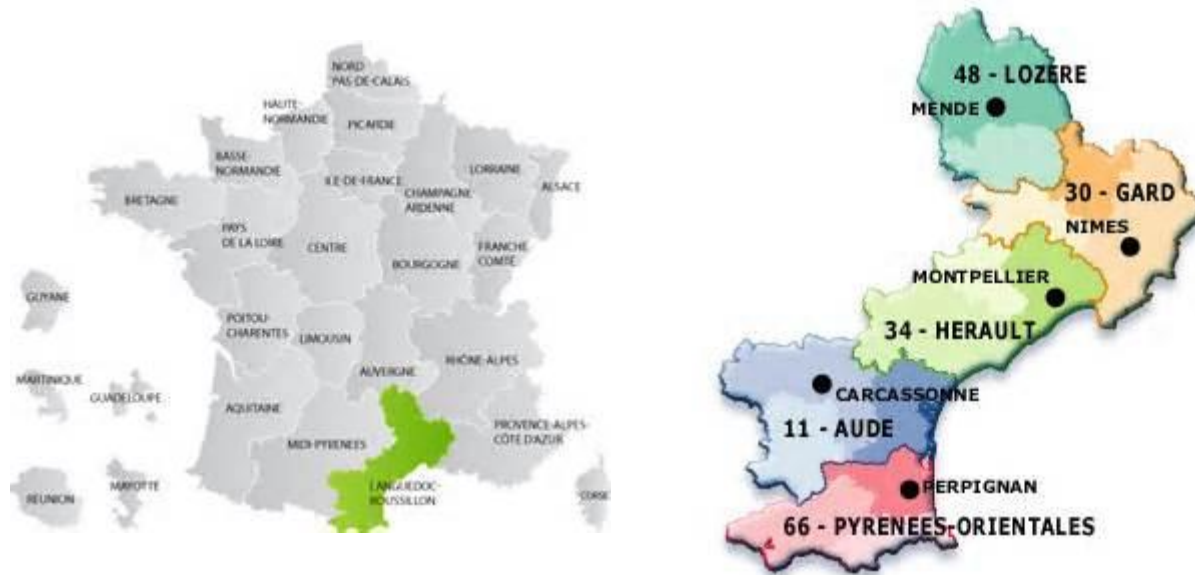 NORD
PAS-DE-CALAIS
HAUTE-
NORMANDIE
PICARDIE
BASSE-
NORMANDIE
ILE-DE-FRANCE
LORRAINE
CHAMPAGNE
ARDENNE
ALSACE
BRETAGNE
PAYS
DE LA LOIRE
CENTRE
BOURGOGNE
FRANCHE
COMTÉ
GUYANE
POITOU-
CHARENTES
LIMOUSIN
AUVERGNE
RHÔNE-ALPES
MARTINIQUE
GUADELOUPE
AQUITAINE
MIDI-PYRENEES
PROVENCE-ALPES-
CÔTE D'AZUR
LANGUEDOC-
ROUSSILLON
REUNION
MAYOTTE
CORSE
48 - LOZERE
MENDE
30 - GARD
NIMES
MONTPELLIER
34 - HERAULT
CARCASSONNE
11 - AUDE
PERPIGNAN
66 - PYRENEES-ORIENTALES